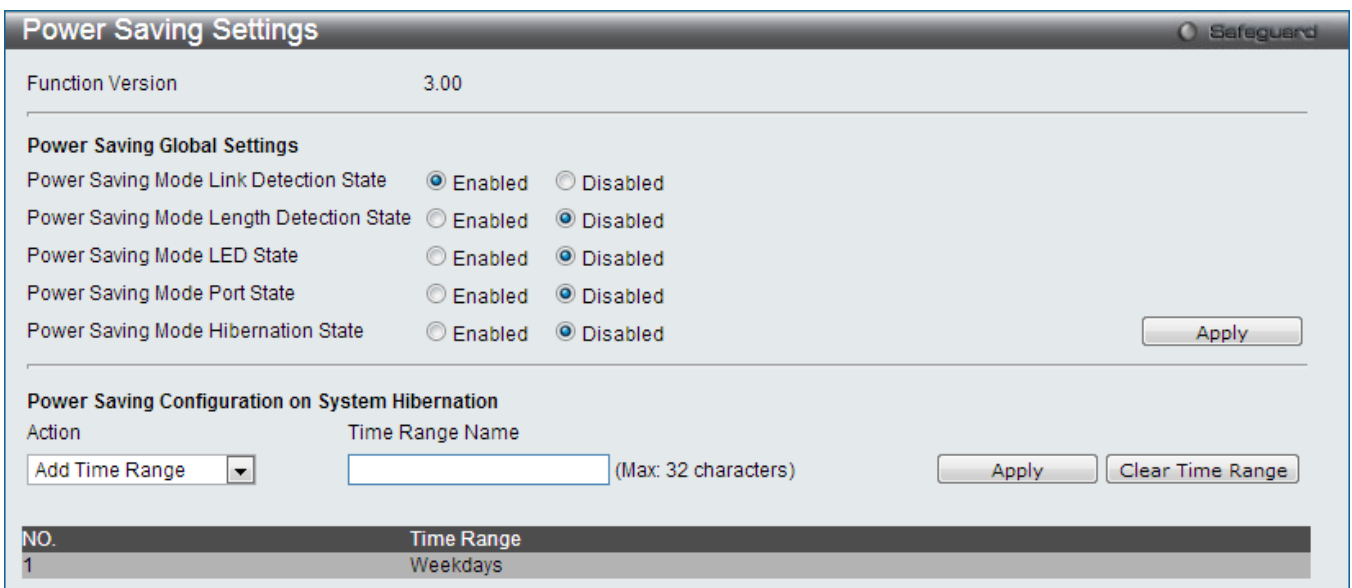 Power Saving Settings
Safeguard
Function Version 3.00
Power Saving Global Settings
Power Saving Mode Link Detection State Enabled Disabled
Power Saving Mode Length Detection State Enabled Disabled
Power Saving Mode LED State Enabled Disabled
Power Saving Mode Port State Enabled Disabled
Power Saving Mode Hibernation State Enabled Disabled Apply
Power Saving Configuration on System Hibernation
Action Time Range Name
Add Time Range (Max: 32 characters) Apply Clear Time Range
NO. Time Range
1 Weekdays